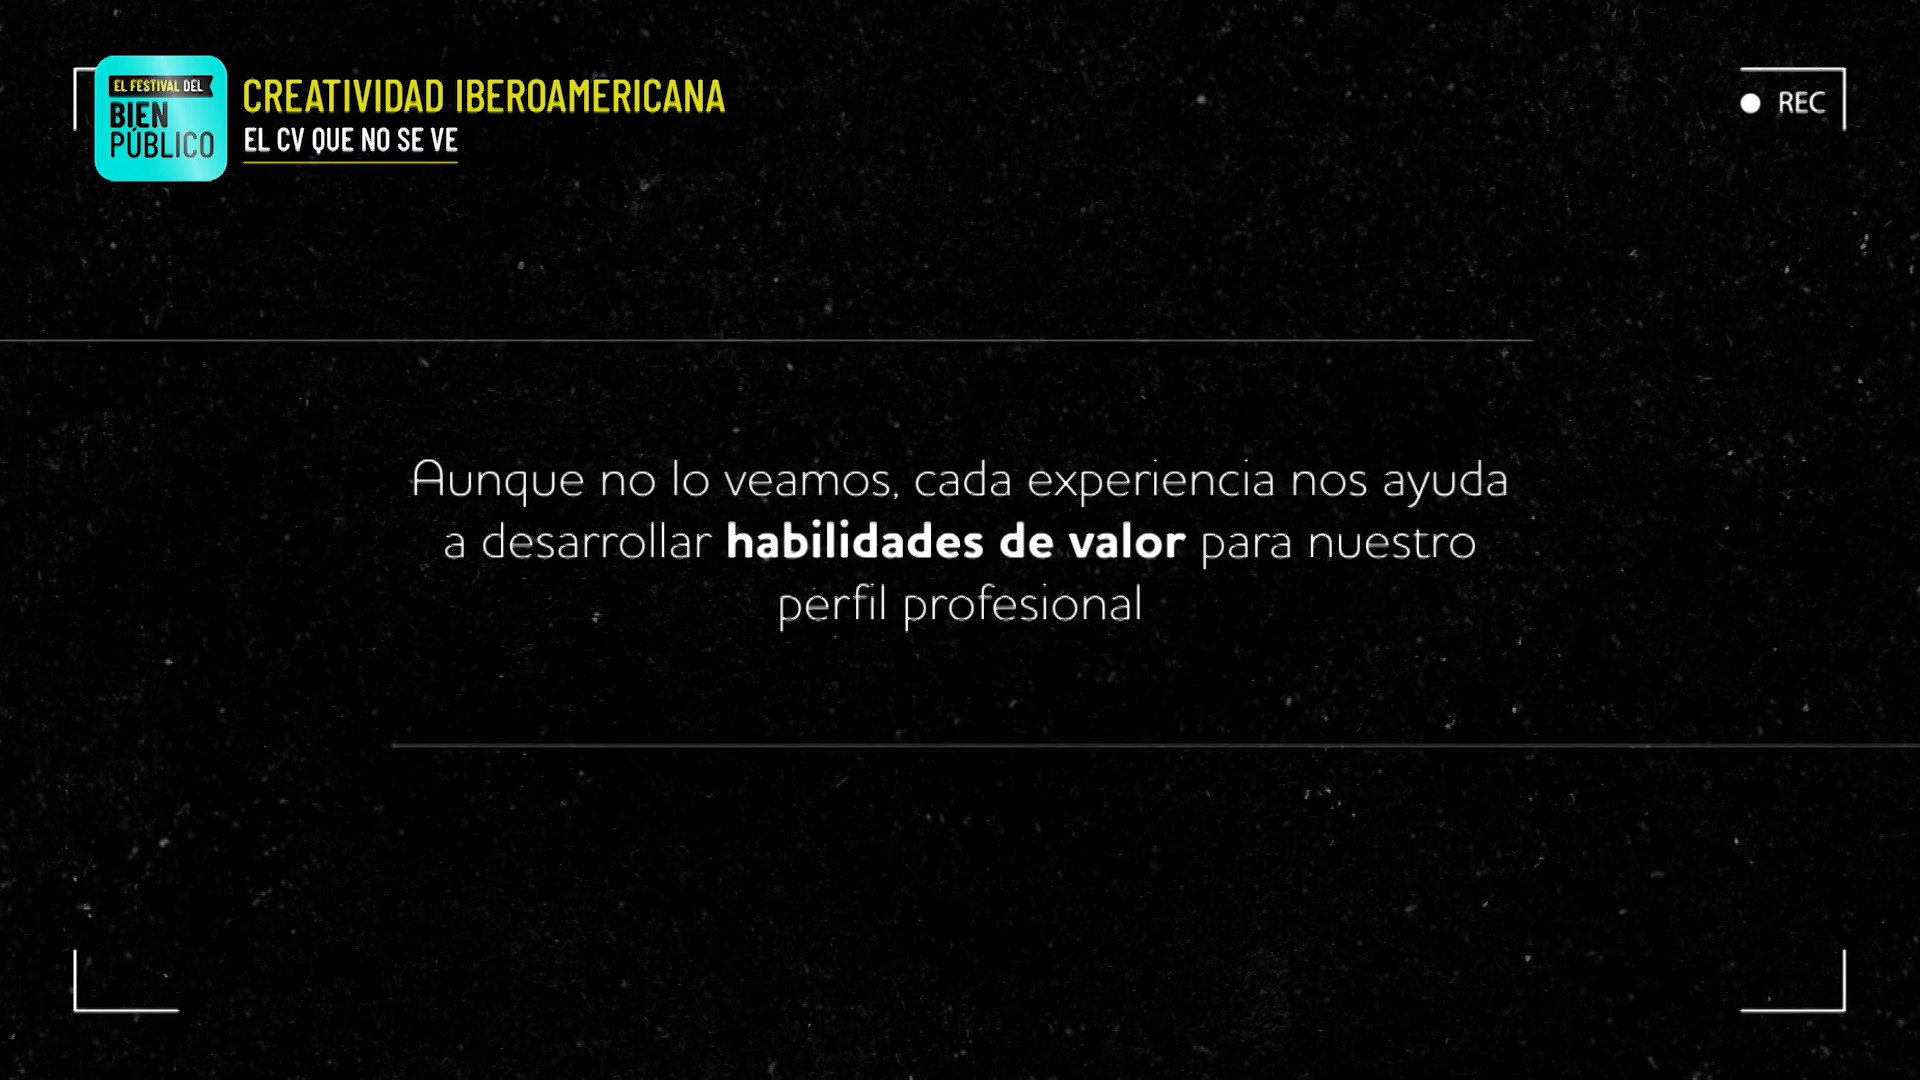 EL FESTIVAL DEL
BIEN
PÚBLICO
CREATIVIDAD IBEROAMERICANA
EL CV QUE NO SE VE
REC
Aunque no lo veamos, cada experiencia nos ayuda
a desarrollar habilidades de valor para nuestro
perfil profesional